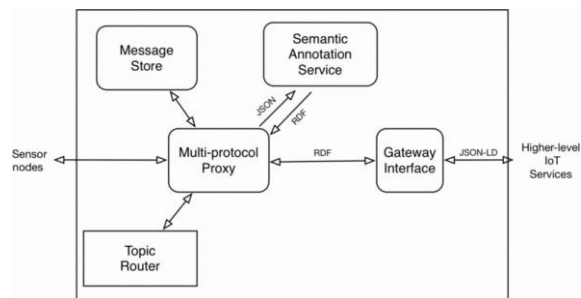 Message
Store
Semantic
Annotation
Service
JSON
RDF
Sensor
nodes
Multi-protocol
Proxy
RDF
Gateway
Interface
JSON-LD
Higher-level
IoT
Services
Topic
Router